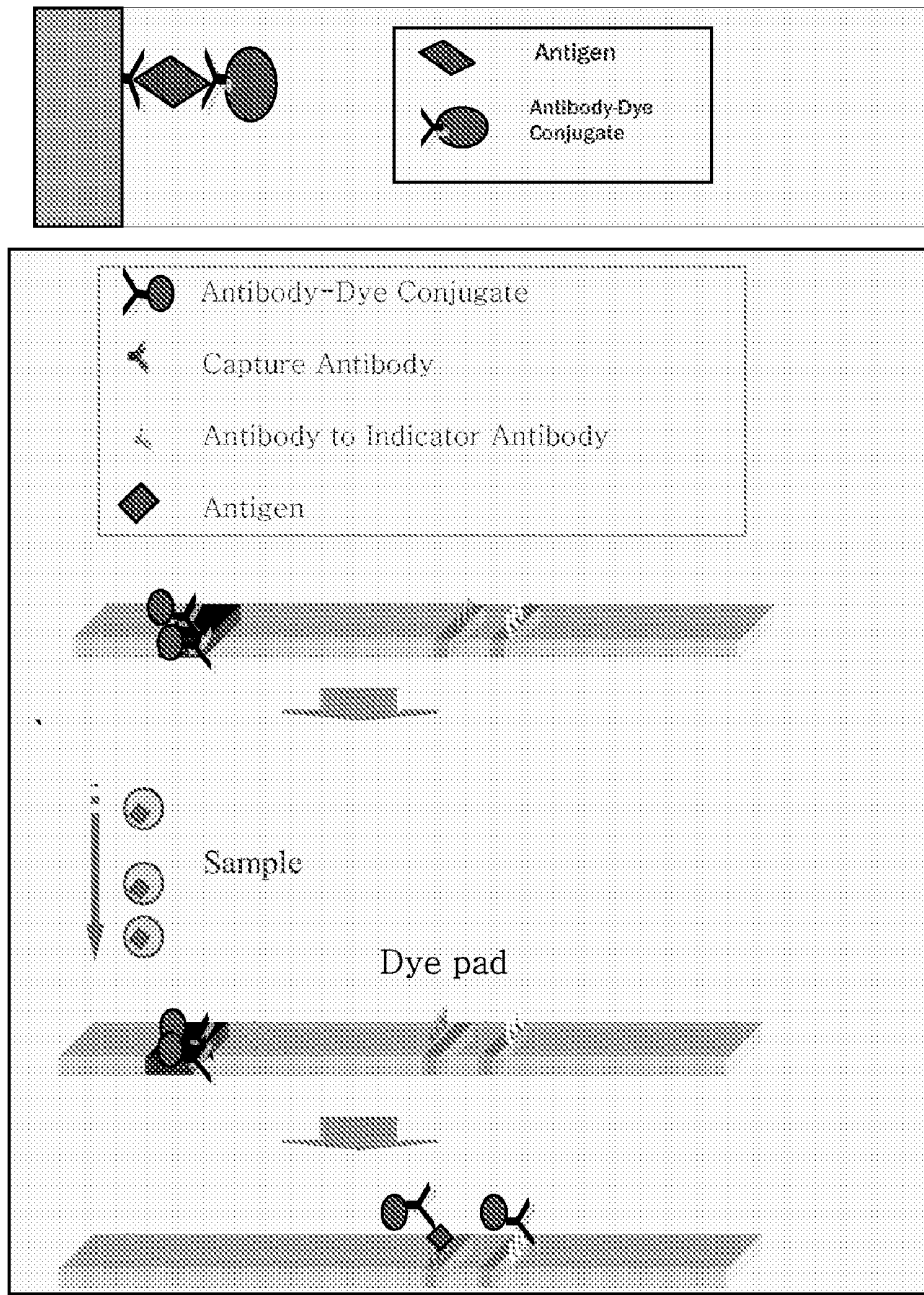 Antigen
Antibody-Dye
Conjugate
Antibody-Dye Conjugate
Capture Antibody
Antibody to Indicator Antibody
Antigen
Sample
Dye pad